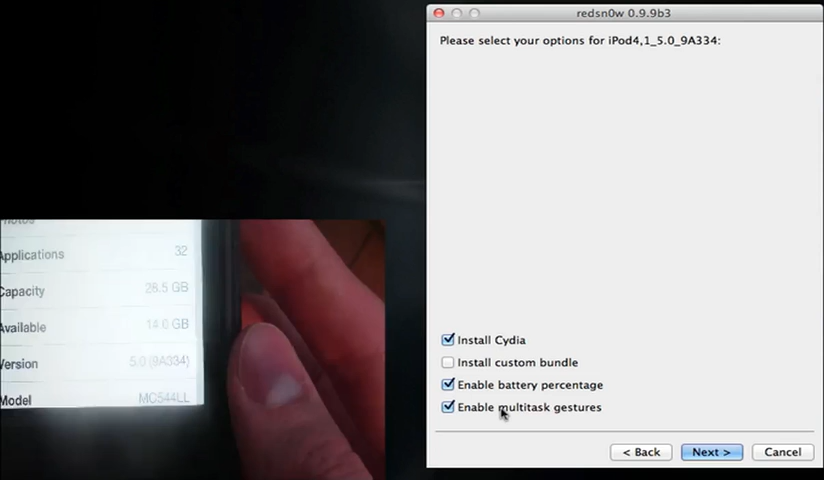 redsn0w 0.9.9b3
Please select your options for iPod4,1_5.0_9A334:
Photos
Applications 32
Capacity 28.5 GB
Available 14.0 GB
Version 5.0 (9A334)
Model MC544LL
Install Cydia
Install custom bundle
Enable battery percentage
Enable multitask gestures
< Back Next > Cancel